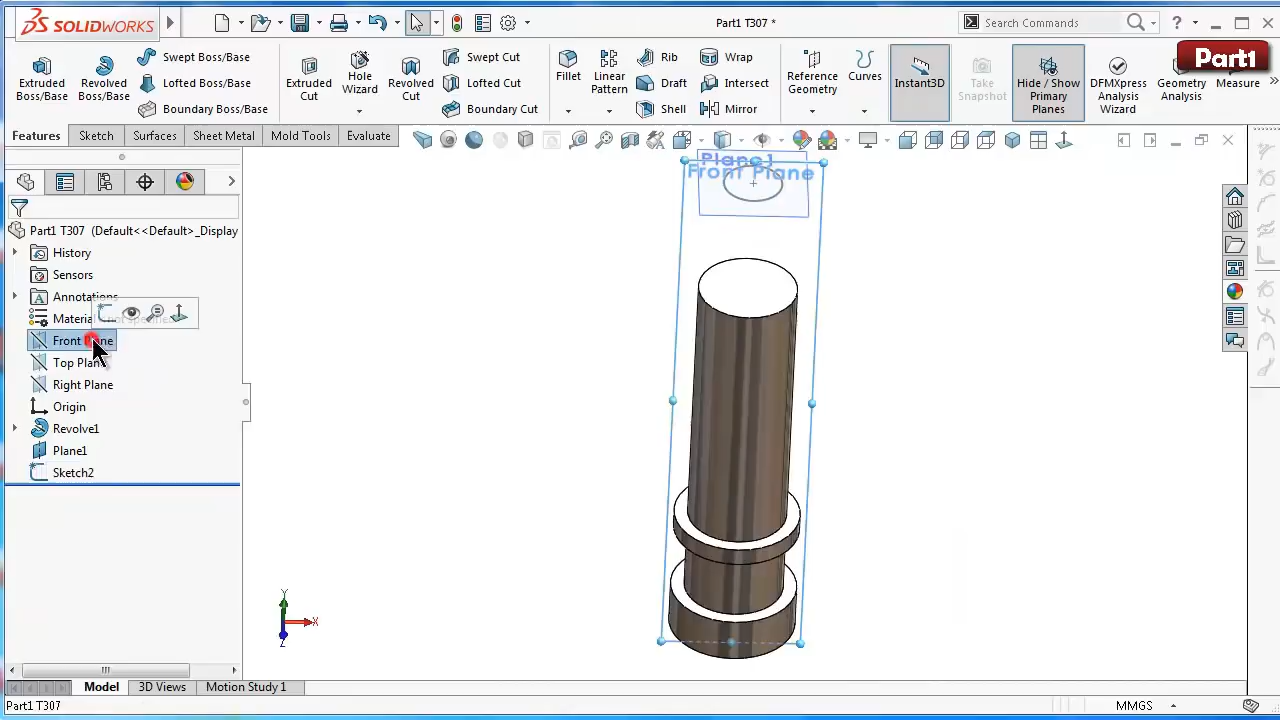 SOLIDWORKS
Part1 T307 *
Search Commands
?
Part1
Extruded Boss/Base
Revolved Boss/Base
Swept Boss/Base
Lofted Boss/Base
Boundary Boss/Base
Extruded Cut
Hole Wizard
Revolved Cut
Swept Cut
Boundary Cut
Fillet
Linear Pattern
Rib
Draft
Shell
Wrap
Intersect
Mirror
Reference Geometry
Curves
Instant3D
Take Snapshot
Hide / Show Primary Planes
DFMXpress Analysis Wizard
Geometry Analysis
Measure
Features
Sketch
Surfaces
Sheet Metal
Mold Tools
Evaluate
Plane1
Front Plane
Part1 T307 (Default<<Default>_Display
History
Sensors
Annotations
Front Plane
Top Plane
Right Plane
Origin
Revolve1
Plane1
Sketch2
Y
X
Z
Model
3D Views
Motion Study 1
Part1 T307
MMGS